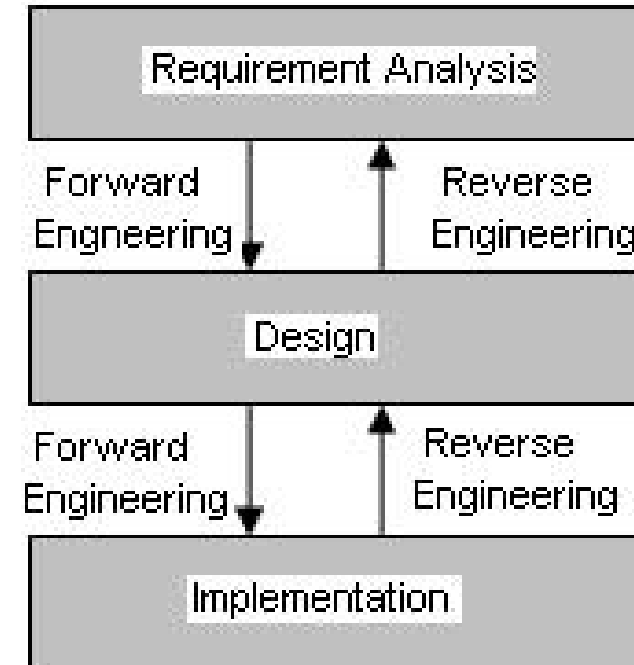 Requirement Analysis
Forward
Engneering
Reverse
Engineering
Design
Forward
Engineering
Reverse
Engineering
Implementation